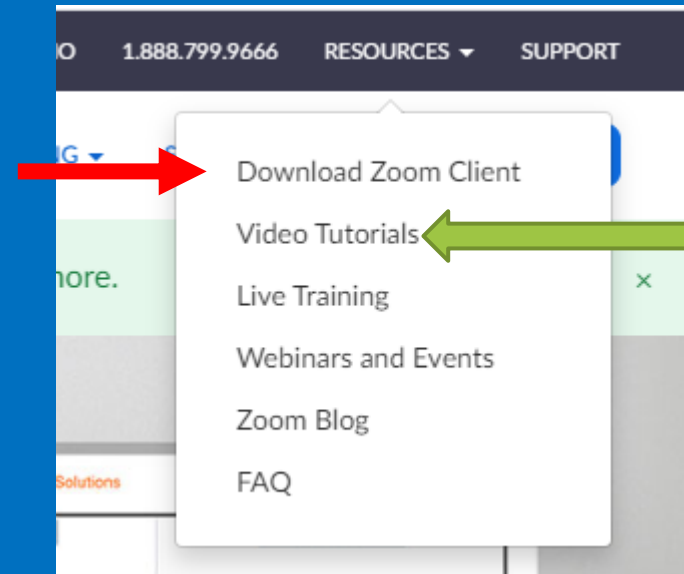 1.888.799.9666 RESOURCES SUPPORT
Download Zoom Client
Video Tutorials
more.
×
Live Training
Webinars and Events
Zoom Blog
Solutions
FAQ